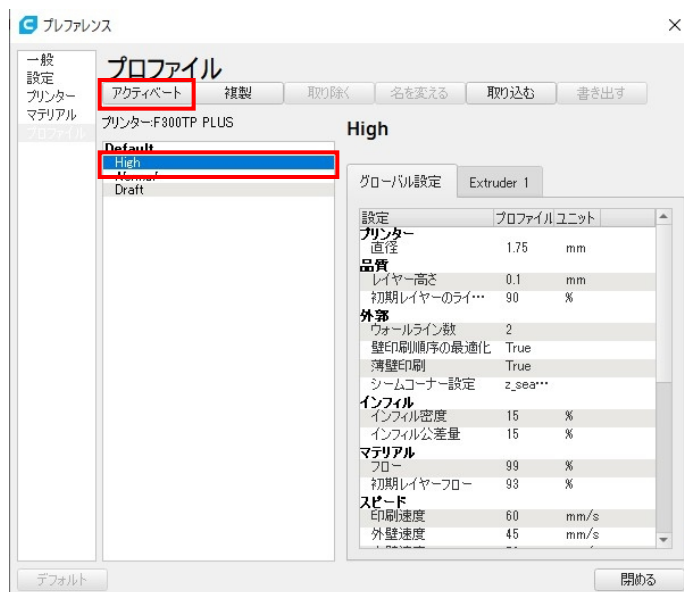 プレファレンス
一般
設定
プリンター
マテリアル
プロファイル
プロファイル
アクティベート 複製 取り除く 名を変える 取り込む 書き出す
プリンター:F300TP PLUS
Default
High
Normal
Draft
High
グローバル設定 Extruder 1
設定 プロファイル ユニット
プリンター
直径 1.75 mm
品質
レイヤー高さ 0.1 mm
初期レイヤーのライ… 90 %
外郭
ウォールライン数 2
壁印刷順序の最適化 True
薄壁印刷 True
シームコーナー設定 z_sea…
インフィル
インフィル密度 15 %
インフィル公差量 15 %
マテリアル
フロー 99 %
初期レイヤーフロー 93 %
スピード
印刷速度 60 mm/s
外壁速度 45 mm/s
デフォルト 閉める